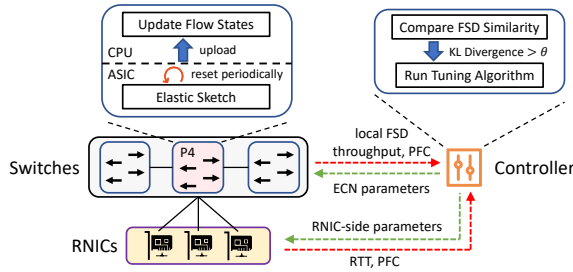 Update Flow States
CPU
upload
ASIC
reset periodically
Elastic Sketch
Compare FSD Similarity
KL Divergence > θ
Run Tuning Algorithm
Switches
P4
local FSD
throughput, PFC
ECN parameters
Controller
RNIC-side parameters
RNICs
RTT, PFC